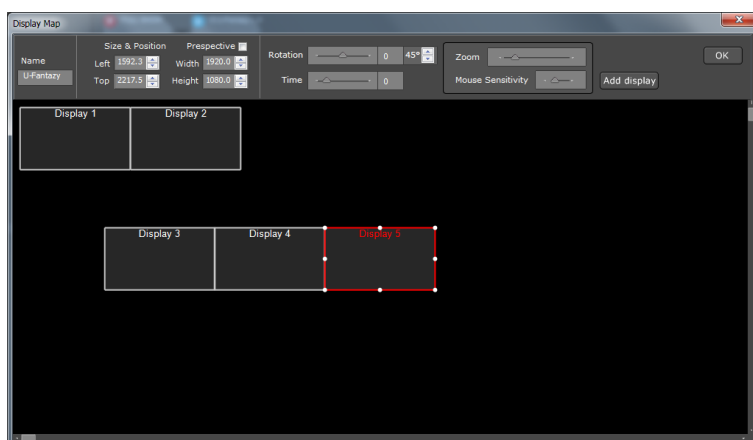 Display Map
Size & Position Prespective
Name
Left 1592.3 Width 1920.0
U-Fantazy
Top 2217.5 Height 1080.0
Rotation 0 45°
Time 0
Zoom
Mouse Sensitivity
Add display
OK
Display 1 Display 2
Display 3 Display 4 Display 5